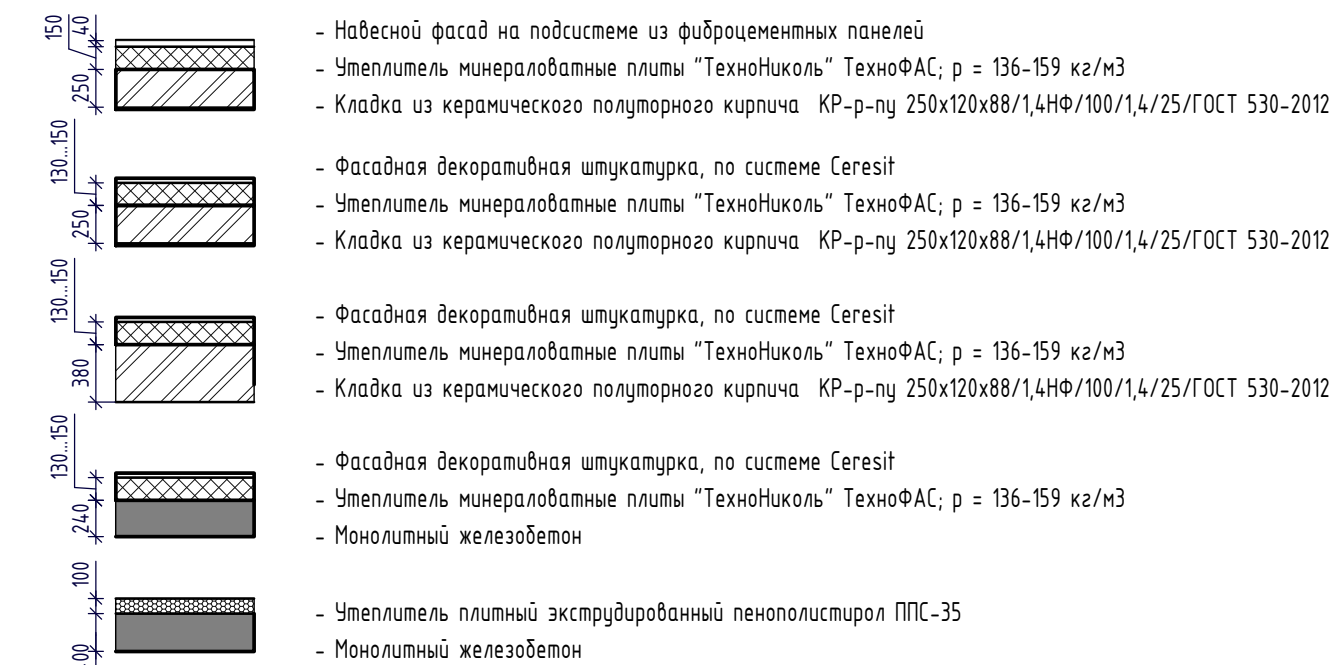 150
40
250
- Навесной фасад на подсистеме из фиброцементных панелей
- Утеплитель минераловатные плиты "ТехноНиколь" ТехноФАС; р = 136-159 кг/м3
- Кладка из керамического полуторного кирпича КР-р-пу 250х120х88/1,4НФ/100/1,4/25/ГОСТ 530-2012
130...150
250
- Фасадная декоративная штукатурка, по системе Ceresit
- Утеплитель минераловатные плиты "ТехноНиколь" ТехноФАС; р = 136-159 кг/м3
- Кладка из керамического полуторного кирпича КР-р-пу 250х120х88/1,4НФ/100/1,4/25/ГОСТ 530-2012
130...150
380
- Фасадная декоративная штукатурка, по системе Ceresit
- Утеплитель минераловатные плиты "ТехноНиколь" ТехноФАС; р = 136-159 кг/м3
- Кладка из керамического полуторного кирпича КР-р-пу 250х120х88/1,4НФ/100/1,4/25/ГОСТ 530-2012
130...150
240
- Фасадная декоративная штукатурка, по системе Ceresit
- Утеплитель минераловатные плиты "ТехноНиколь" ТехноФАС; р = 136-159 кг/м3
- Монолитный железобетон
100
- Утеплитель плитный экструдированный пенополистирол ППС-35
- Монолитный железобетон